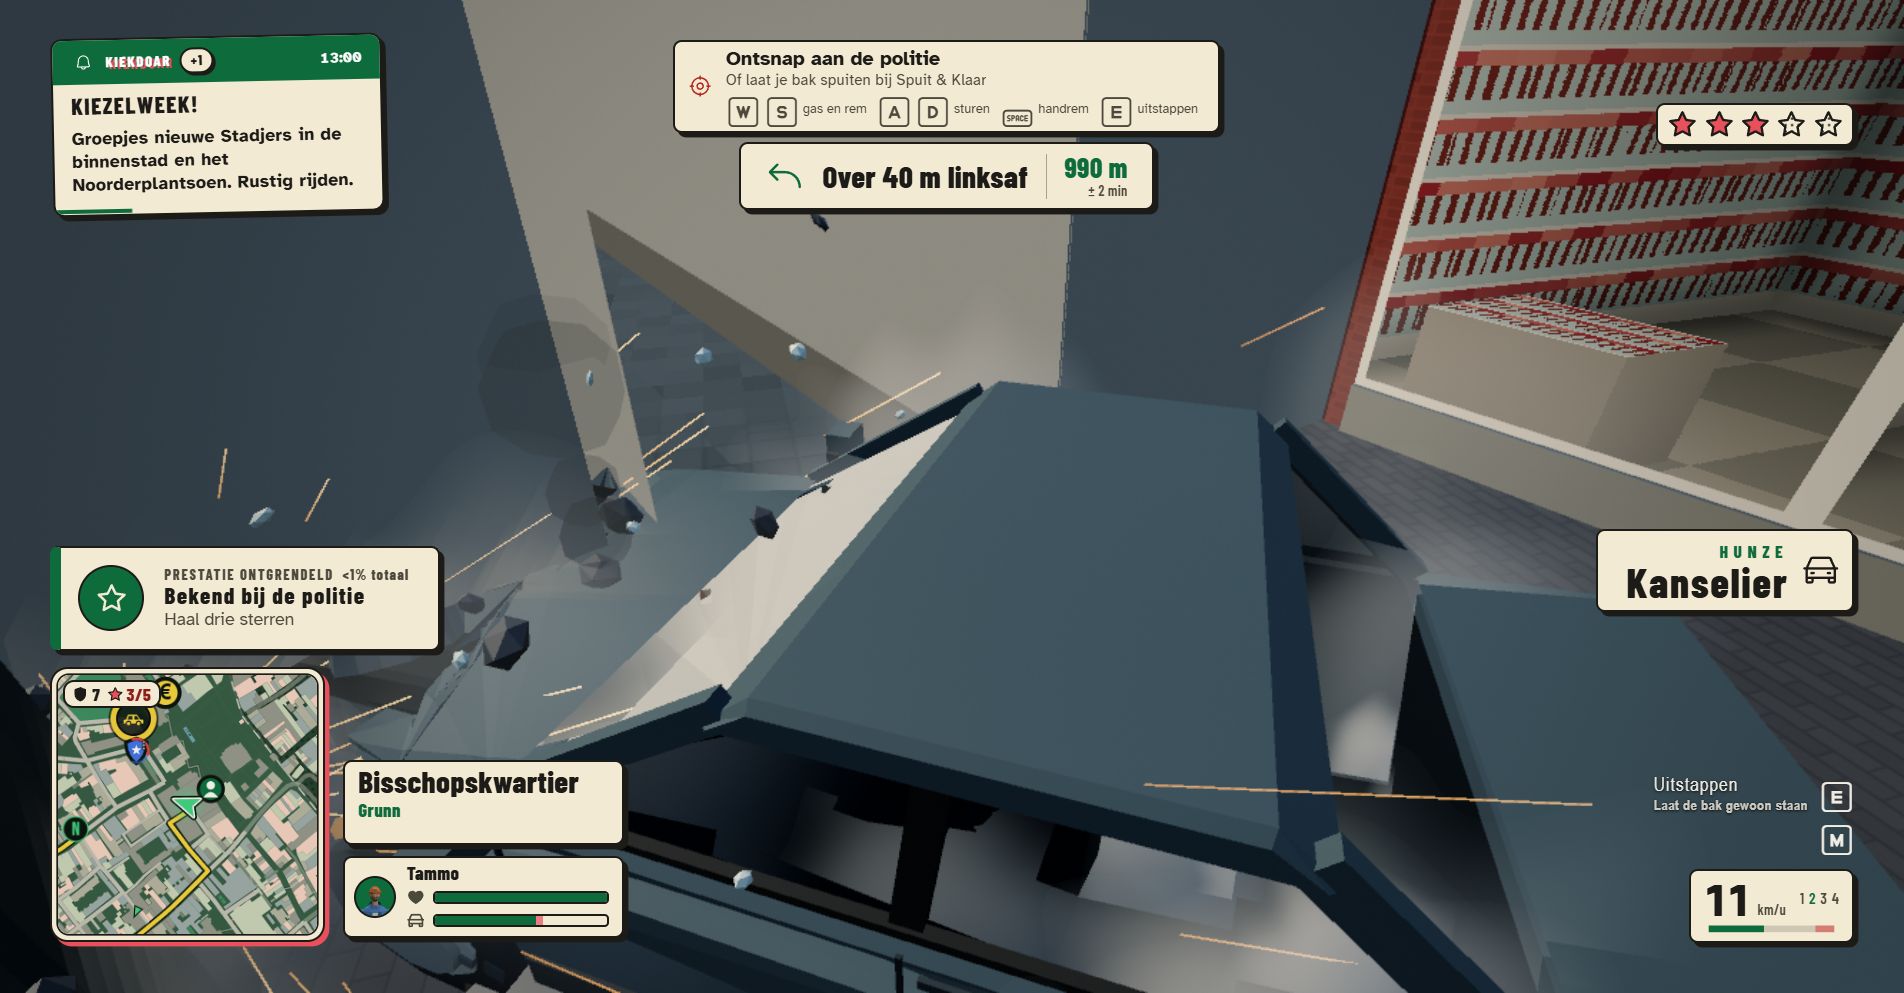 KIEKDOAR +1 13:00
KIEZELWEEK!
Groepjes nieuwe Stadjers in de
binnenstad en het
Noorderplantsoen. Rustig rijden.
Ontsnap aan de politie
Of laat je bak spuiten bij Spuit & Klaar
W S gas en rem A D sturen SPACE handrem E uitstappen
Over 40 m linksaf 990 m
± 2 min
PRESTATIE ONTGRENDELD <1% totaal
Bekend bij de politie
Haal drie sterren
HUNZE
Kanselier
7 3/5 €
N
Bisschopskwartier
Grunn
Tammo
Uitstappen
Laat de bak gewoon staan E
M
11 km/u 1 2 3 4